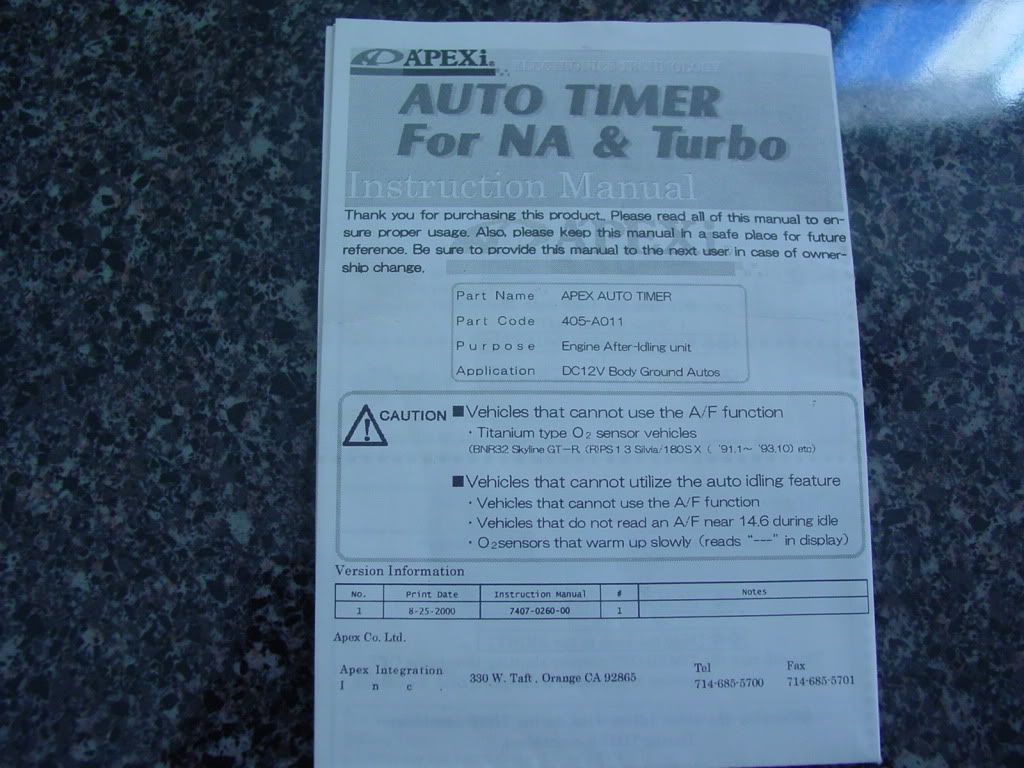 A'PEXi®
ELECTRONICS TECHNOLOGY
AUTO TIMER
For NA & Turbo
Instruction Manual
Thank you for purchasing this product. Please read all of this manual to en-
sure proper usage. Also, please keep this manual in a safe place for future
reference. Be sure to provide this manual to the next user in case of owner-
ship change.
Part Name APEX AUTO TIMER
Part Code 405-A011
Purpose Engine After-Idling unit
Application DC12V Body Ground Autos
CAUTION ■Vehicles that cannot use the A/F function
・Titanium type O2 sensor vehicles
(BNR32 Skyline GT-R, (R)PS13 Silvia/180SX ( '91.1~ '93.10) etc)
■Vehicles that cannot utilize the auto idling feature
・Vehicles that cannot use the A/F function
・Vehicles that do not read an A/F near 14.6 during idle
・O2sensors that warm up slowly (reads "---" in display)
Version Information
No. Print Date Instruction Manual # Notes
1 8-25-2000 7407-0260-00 1
Apex Co. Ltd.
Apex Integration Inc. 330 W. Taft , Orange CA 92865 Tel 714-685-5700 Fax 714-685-5701